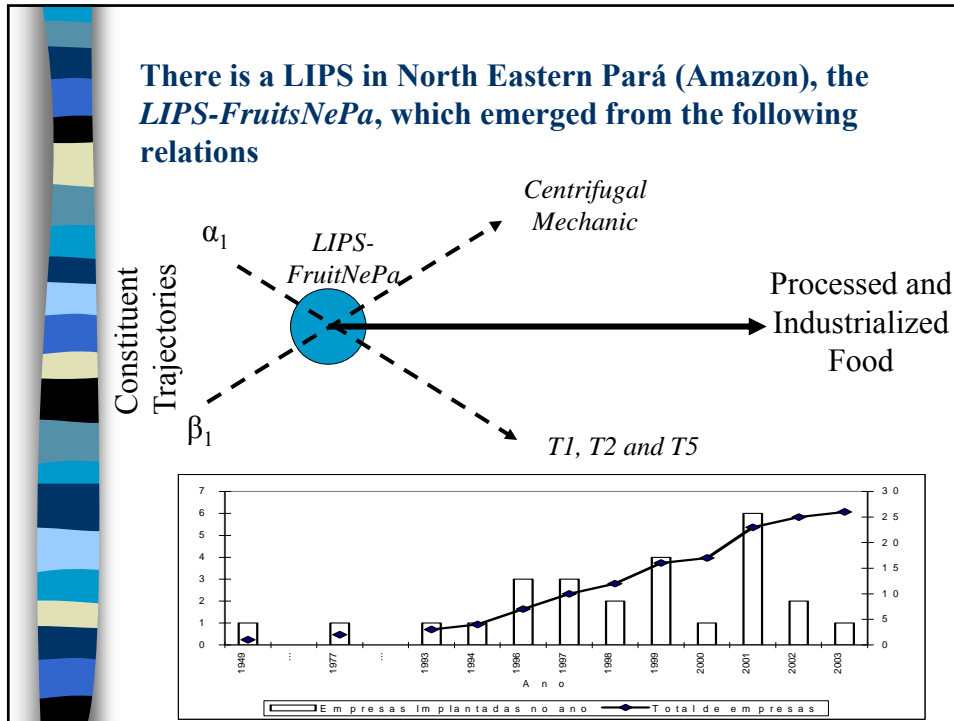 There is a LIPS in North Eastern Pará (Amazon), the
LIPS-FruitsNePa, which emerged from the following
relations
Centrifugal
Mechanic
α1
LIPS-
FruitNePa
Constituent
Trajectories
Processed and
Industrialized
Food
β1
T1, T2 and T5
7
6
5
4
3
2
1
0
30
25
20
15
10
5
0
1949
...
1977
...
1993
1994
1996
1997
1998
1999
2000
2001
2002
2003
Ano
Empresas Implantadas no ano
Total de empresas